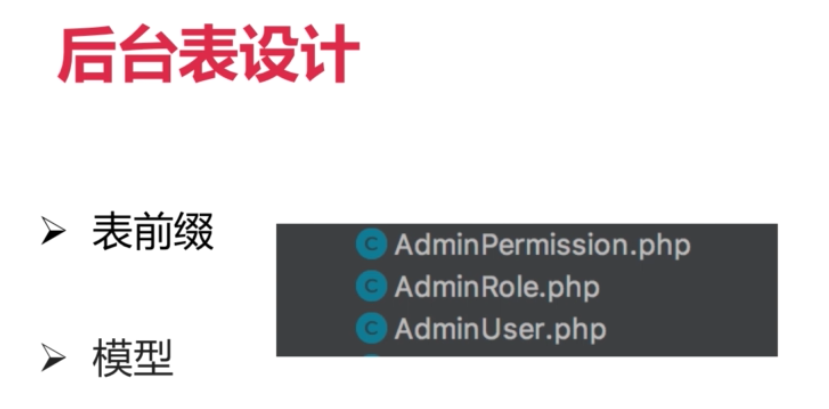 后台表设计
➢ 表前缀
C AdminPermission.php
C AdminRole.php
C AdminUser.php
➢ 模型